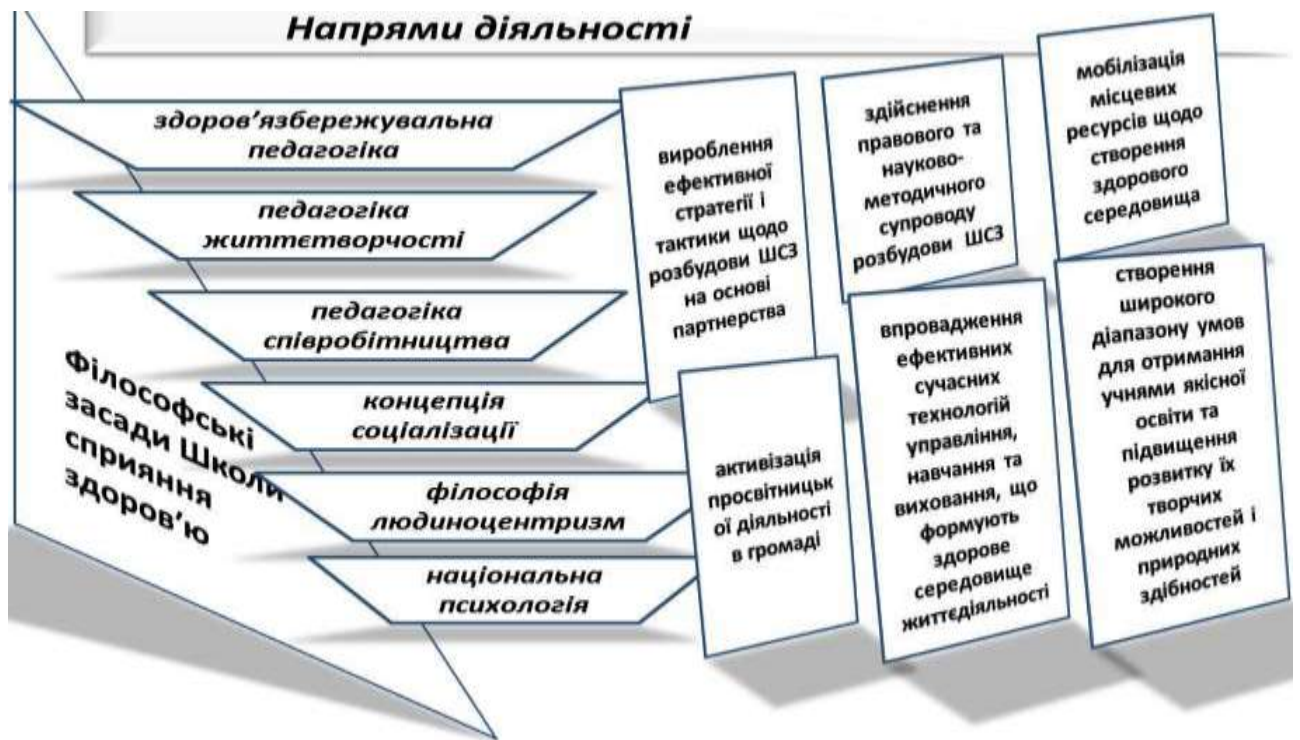 Напрями діяльності
здоров’язбережувальна
педагогіка
педагогіка
життєтворчості
педагогіка
співробітництва
концепція
соціалізації
філософія
людиноцентризм
національна
психологія
Філософські
засади Школи
сприяння
здоров’ю
вироблення
ефективної
стратегії і
тактики щодо
розбудови ШСЗ
на основі
партнерства
здійснення
правового та
науково-
методичного
супроводу
розбудови ШСЗ
мобілізація
місцевих
ресурсів щодо
створення
здорового
середовища
активізація
просвітницьк
ої діяльності
в громаді
впровадження
ефективних
сучасних
технологій
управління,
навчання та
виховання, що
формують
здорове
середовище
життєдіяльності
створення
широкого
діапазону умов
для отримання
учнями якісної
освіти та
підвищення
розвитку їх
творчих
можливостей і
природних
здібностей